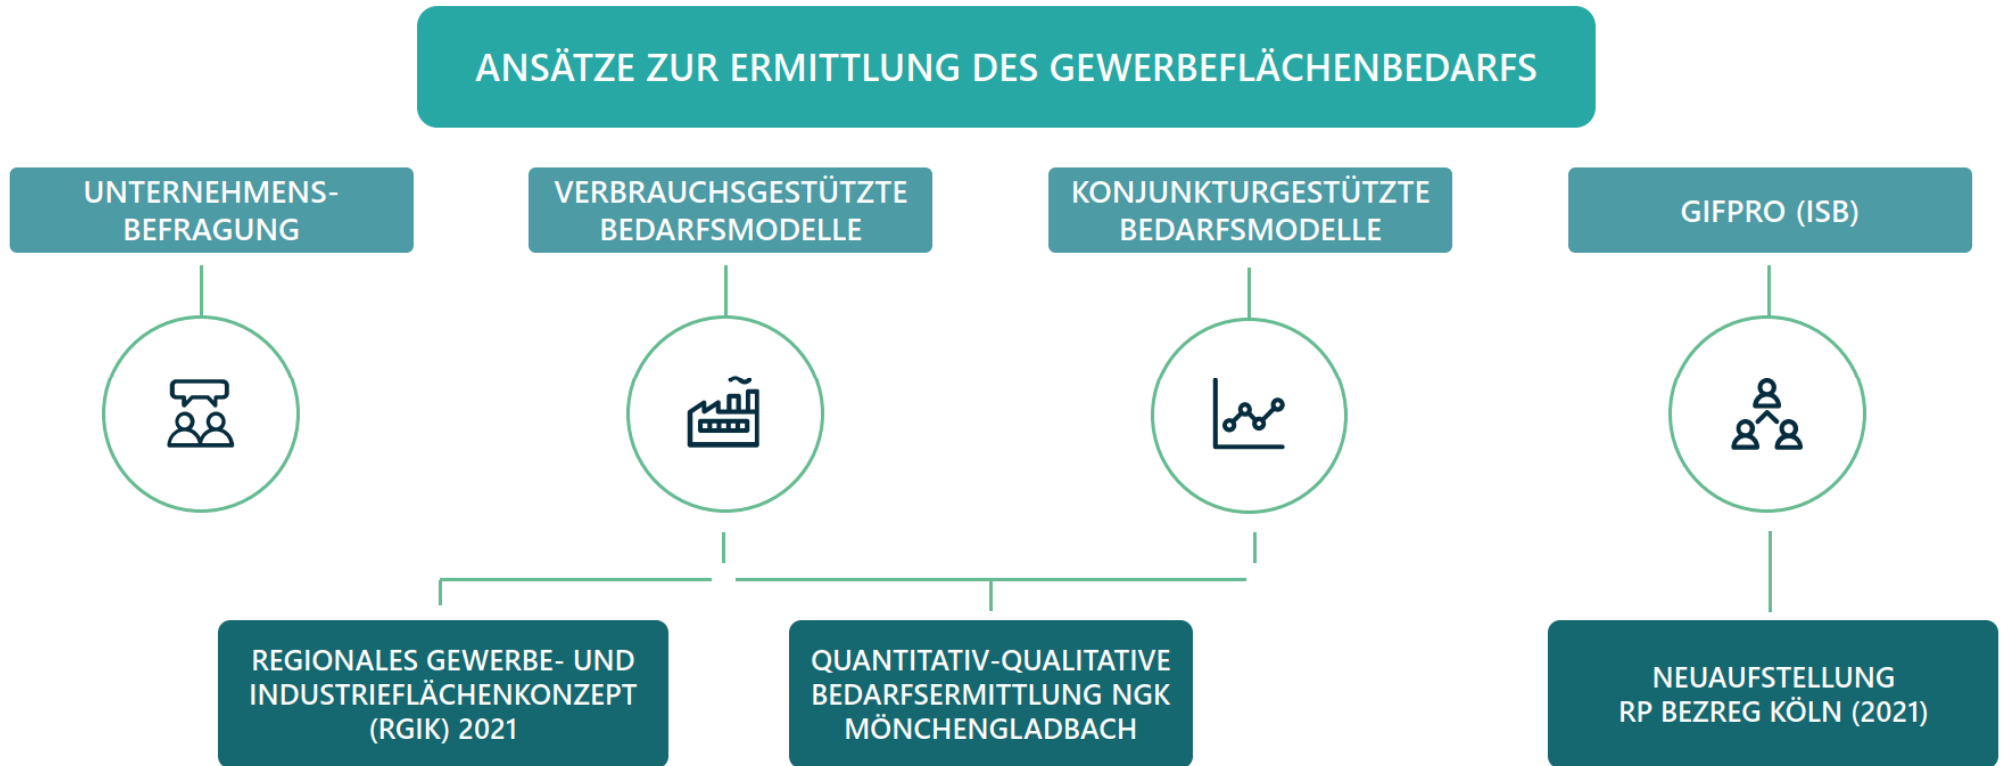 ANSÄTZE ZUR ERMITTLUNG DES GEWERBEFLÄCHENBEDARFS
UNTERNEHMENS-
BEFRAGUNG
VERBRAUCHSGESTÜTZTE
BEDARFSMODELLE
KONJUNKTURGESTÜTZTE
BEDARFSMODELLE
GIFPRO (ISB)
REGIONALES GEWERBE- UND
INDUSTRIEFLÄCHENKONZEPT
(RGIK) 2021
QUANTITATIV-QUALITATIVE
BEDARFSERMITTLUNG NGK
MÖNCHENGLADBACH
NEUAUFSTELLUNG
RP BEZREG KÖLN (2021)